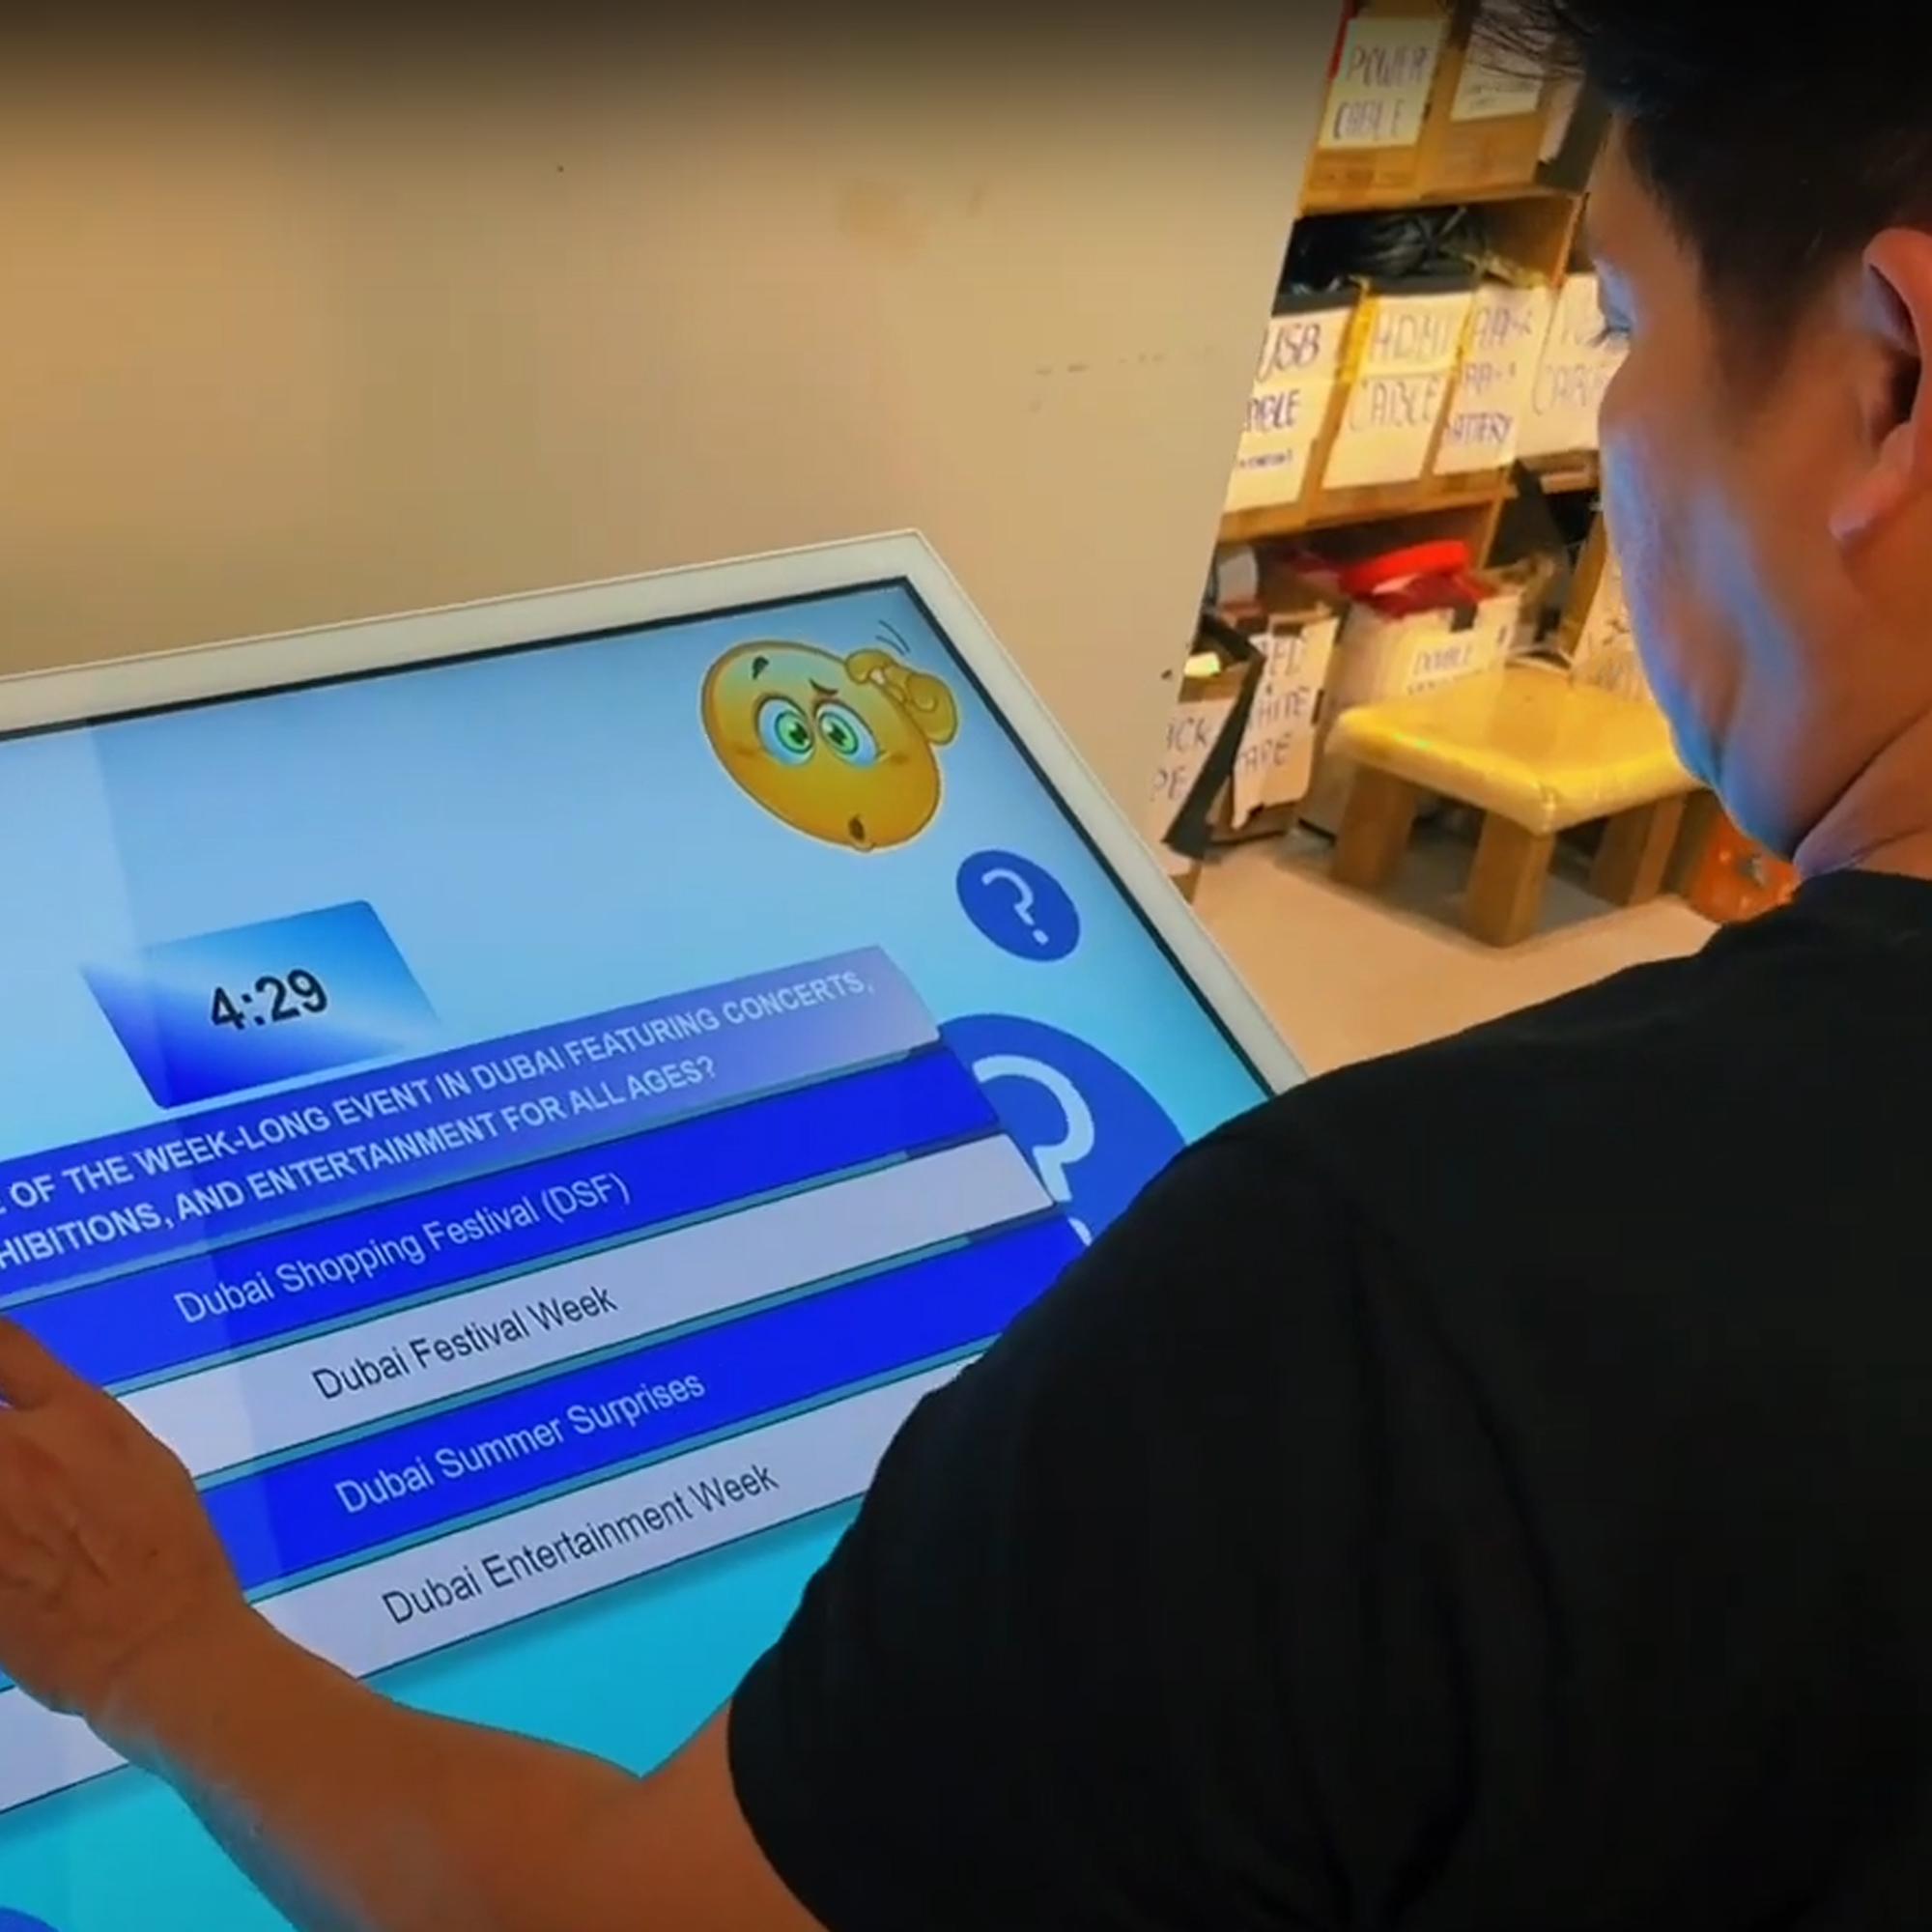 POWER
CABLE
USB
HDMI
CABLE
CABLE
4:29
OF THE WEEK-LONG EVENT IN DUBAI FEATURING CONCERTS,
HIBITIONS, AND ENTERTAINMENT FOR ALL AGES?
Dubai Shopping Festival (DSF)
Dubai Festival Week
Dubai Summer Surprises
Dubai Entertainment Week
?
?